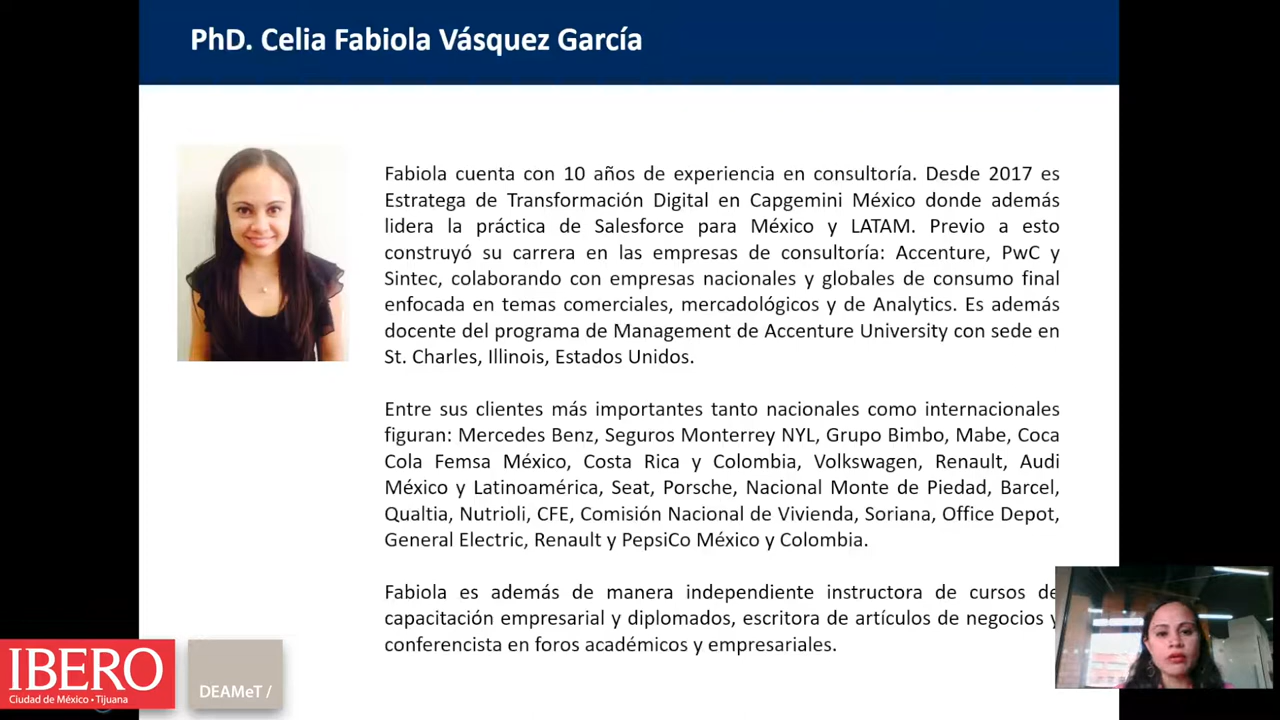 PhD. Celia Fabiola Vásquez García
Fabiola cuenta con 10 años de experiencia en consultoría. Desde 2017 es
Estratega de Transformación Digital en Capgemini México donde además
lidera la práctica de Salesforce para México y LATAM. Previo a esto
construyó su carrera en las empresas de consultoría: Accenture, PwC y
Sintec, colaborando con empresas nacionales y globales de consumo final
enfocada en temas comerciales, mercadológicos y de Analytics. Es además
docente del programa de Management de Accenture University con sede en
St. Charles, Illinois, Estados Unidos.
Entre sus clientes más importantes tanto nacionales como internacionales
figuran: Mercedes Benz, Seguros Monterrey NYL, Grupo Bimbo, Mabe, Coca
Cola Femsa México, Costa Rica y Colombia, Volkswagen, Renault, Audi
México y Latinoamérica, Seat, Porsche, Nacional Monte de Piedad, Barcel,
Qualtia, Nutrioli, CFE, Comisión Nacional de Vivienda, Soriana, Office Depot,
General Electric, Renault y PepsiCo México y Colombia.
Fabiola es además de manera independiente instructora de cursos de
capacitación empresarial y diplomados, escritora de artículos de negocios y
conferencista en foros académicos y empresariales.
IBERO
Ciudad de México • Tijuana
DEAMeT /